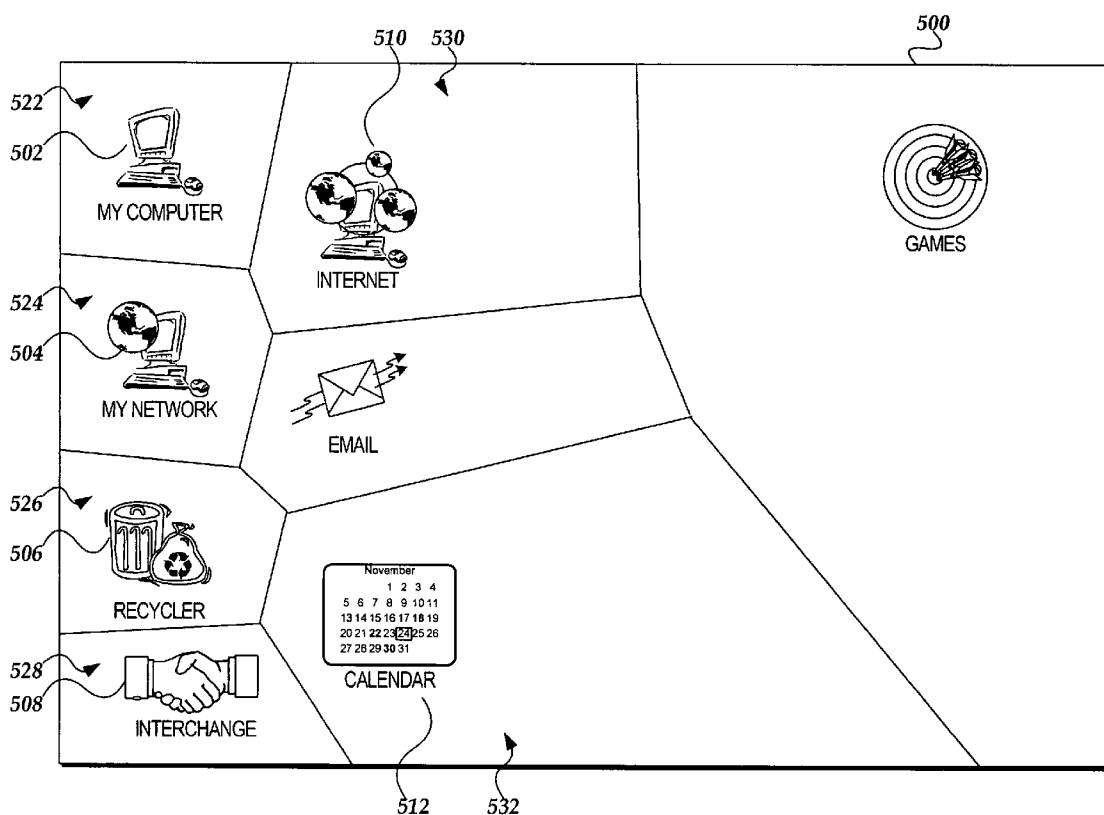 510 530 500
522
502
MY COMPUTER
INTERNET
GAMES
524
504
MY NETWORK
EMAIL
526
506
RECYCLER
November
1 2 3 4
5 6 7 8 9 10 11
13 14 15 16 17 18 19
20 21 22 23 24 25 26
27 28 29 30 31
CALENDAR
528
508
INTERCHANGE
512 532